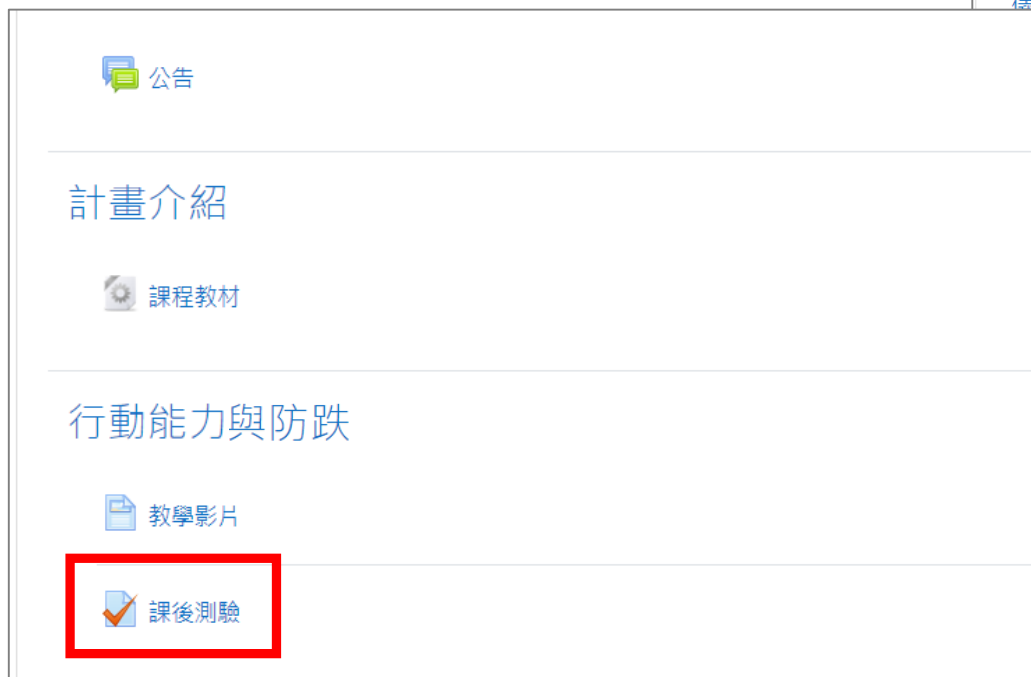 公告
計畫介紹
課程教材
行動能力與防跌
教學影片
課後測驗